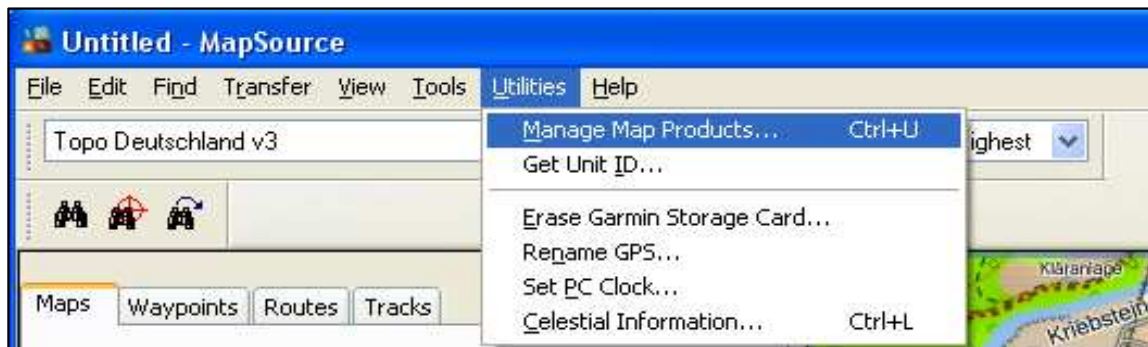 Untitled - MapSource
File Edit Find Transfer View Tools Utilities Help
Topo Deutschland v3
ighest
Manage Map Products... Ctrl+U
Get Unit ID...
Erase Garmin Storage Card...
Rename GPS...
Set PC Clock...
Celestial Information... Ctrl+L
Maps Waypoints Routes Tracks
Kläranlage
Kriebstein